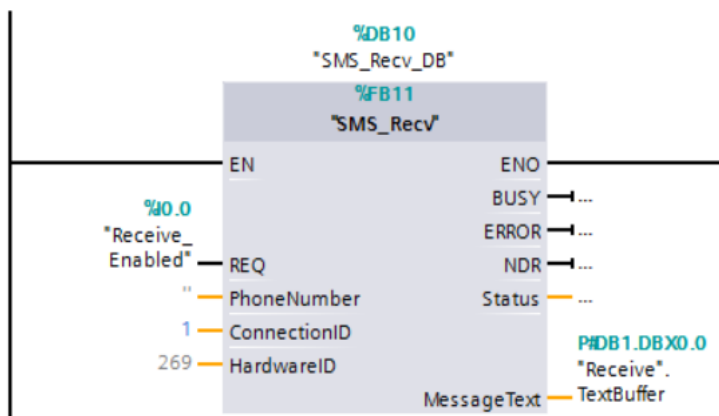 %DB10
"SMS_Recv_DB"
%FB11
"SMS_Recv"
EN
ENO
BUSY
...
%I0.0
"Receive_
Enabled"
ERROR
...
REQ
NDR
...
''
PhoneNumber
Status
...
1
ConnectionID
269
HardwareID
P#DB1.DBX0.0
"Receive".
TextBuffer
MessageText